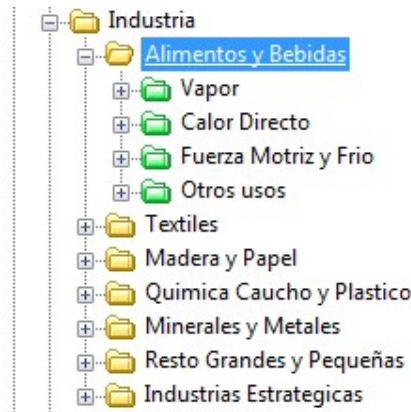 Industria
Alimentos y Bebidas
Vapor
Calor Directo
Fuerza Motriz y Frio
Otros usos
Textiles
Madera y Papel
Quimica Caucho y Plastico
Minerales y Metales
Resto Grandes y Pequeñas
Industrias Estrategicas